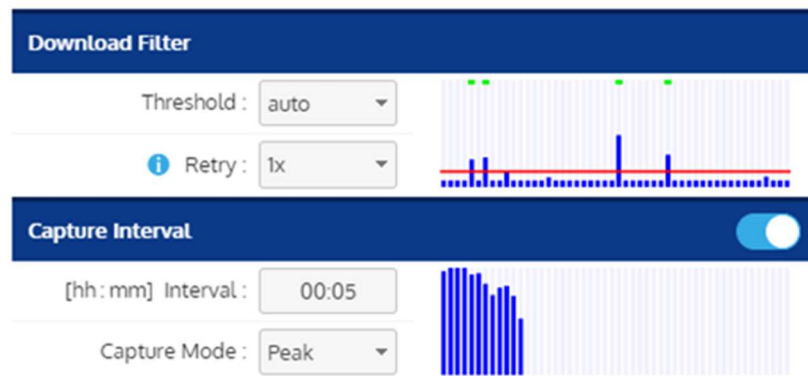 Download Filter
Threshold : auto
Retry : 1x
Capture Interval
[hh:mm] Interval : 00:05
Capture Mode : Peak